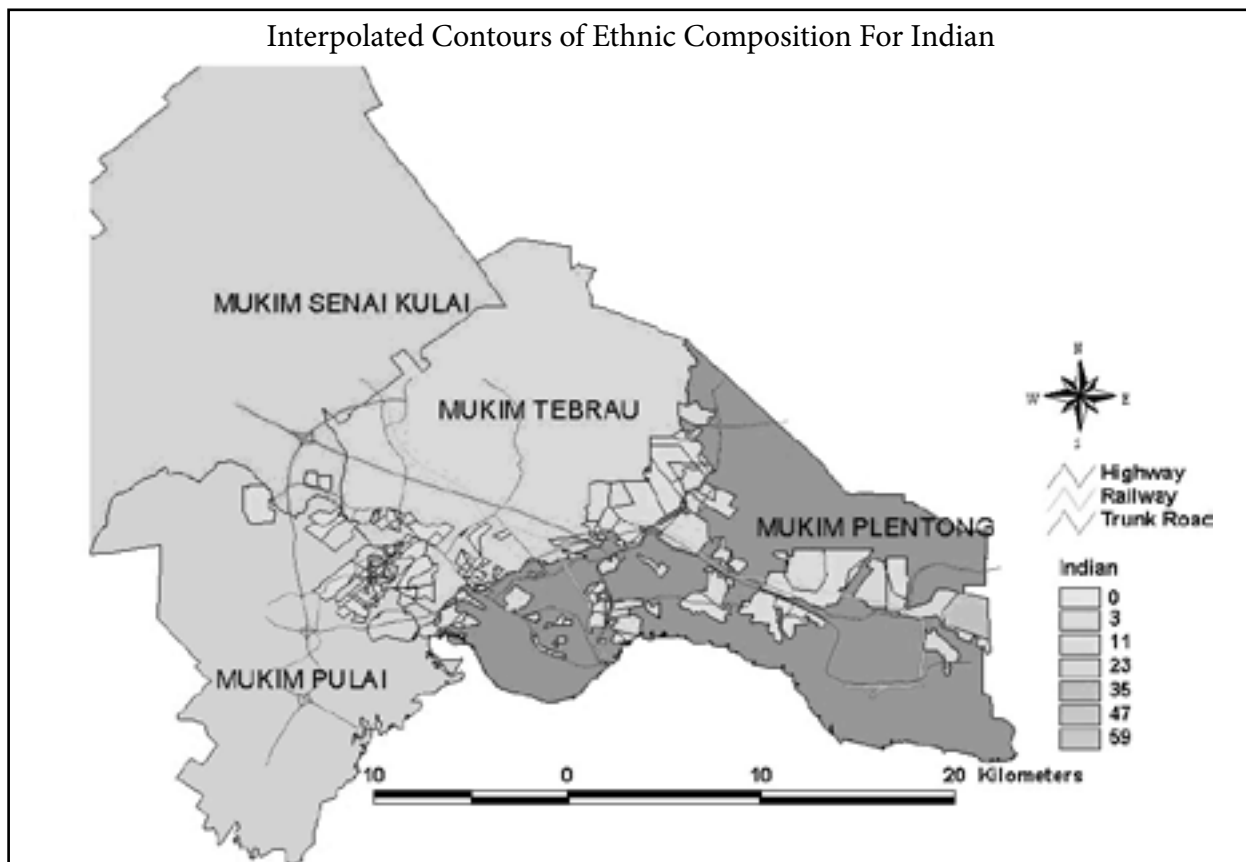 Interpolated Contours of Ethnic Composition For Indian
MUKIM SENAI KULAI
MUKIM TEBRAU
MUKIM PLENTONG
MUKIM PULAI
N
W E
Highway
Railway
Trunk Road
Indian
0
3
11
23
35
47
59
10 0 10 20 Kilometers